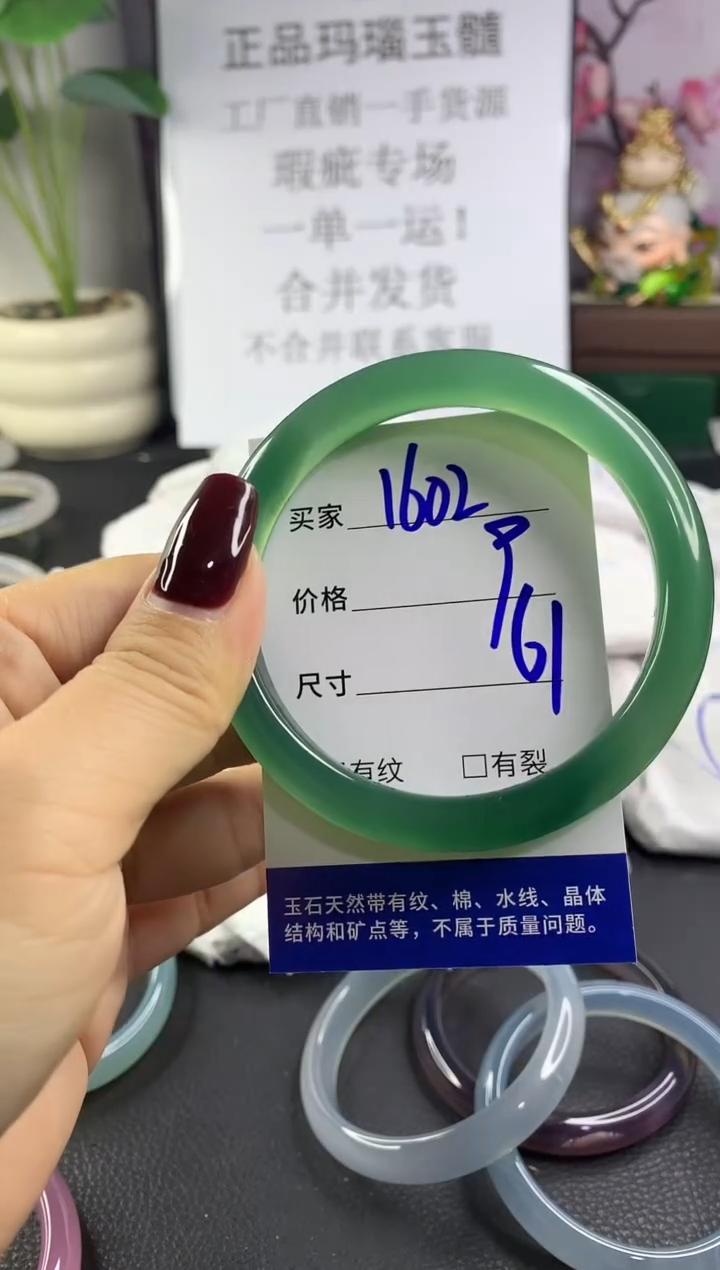 正品玛瑙玉髓
工厂直销一手货源
瑕疵专场
一单一运！
合并发货
不合并联系客服
买家 1602
价格
尺寸 61
有纹 □有裂
玉石天然带有纹、棉、水线、晶体
结构和矿点等，不属于质量问题。